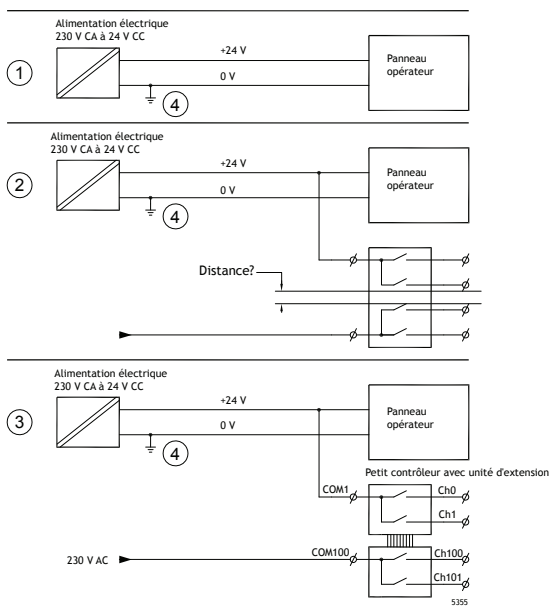 Alimentation électrique
230 V CA à 24 V CC
+24 V
0 V
Panneau
opérateur
1
4
Alimentation électrique
230 V CA à 24 V CC
+24 V
0 V
Panneau
opérateur
2
4
Distance?
Alimentation électrique
230 V CA à 24 V CC
+24 V
0 V
Panneau
opérateur
3
4
Petit contrôleur avec unité d'extension
COM1
Ch0
Ch1
230 V AC
COM100
Ch100
Ch101
5355